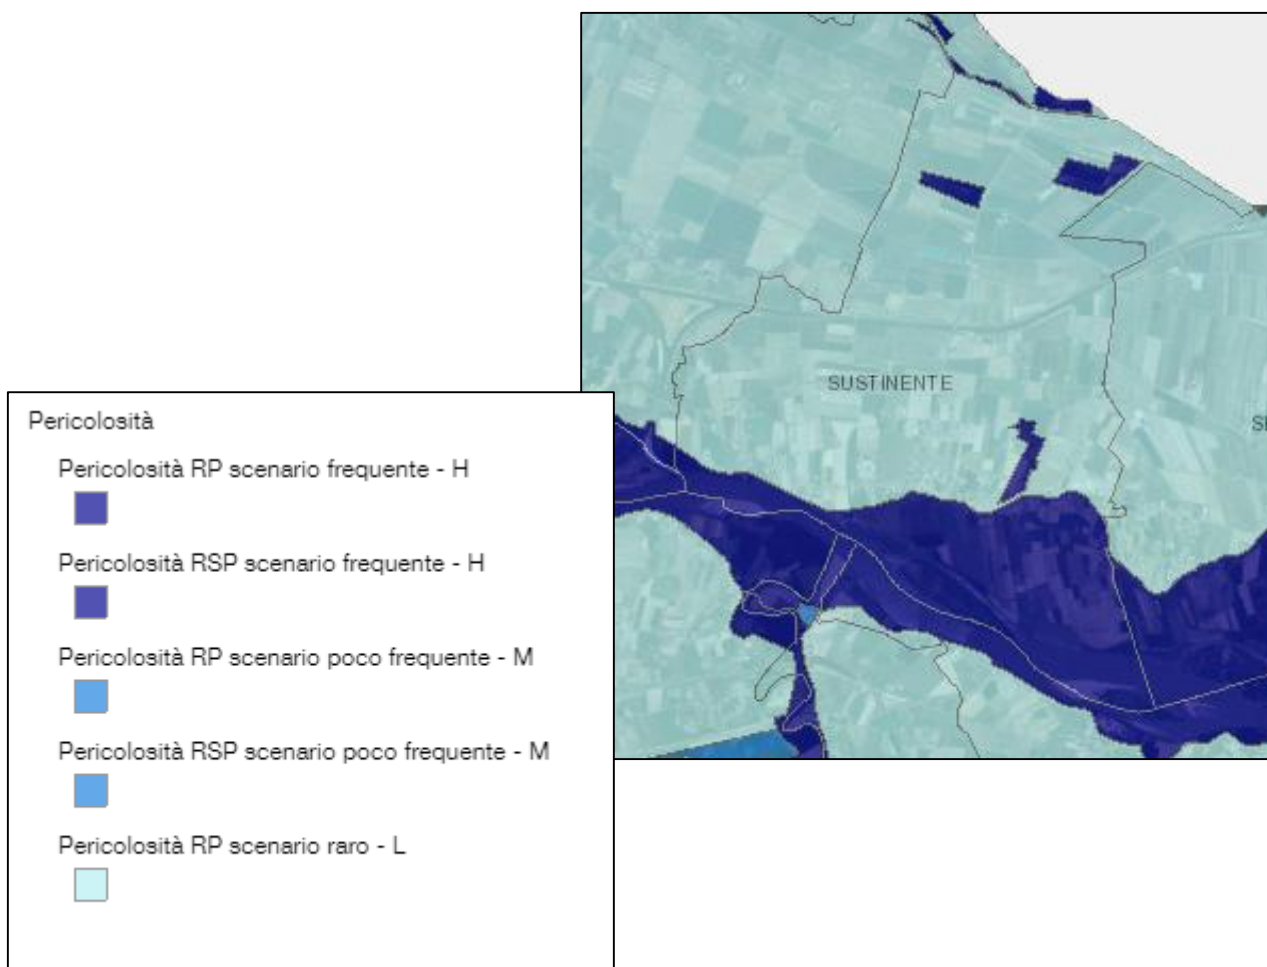 SUSTINENTE
Pericolosità
Pericolosità RP scenario frequente - H
Pericolosità RSP scenario frequente - H
Pericolosità RP scenario poco frequente - M
Pericolosità RSP scenario poco frequente - M
Pericolosità RP scenario raro - L